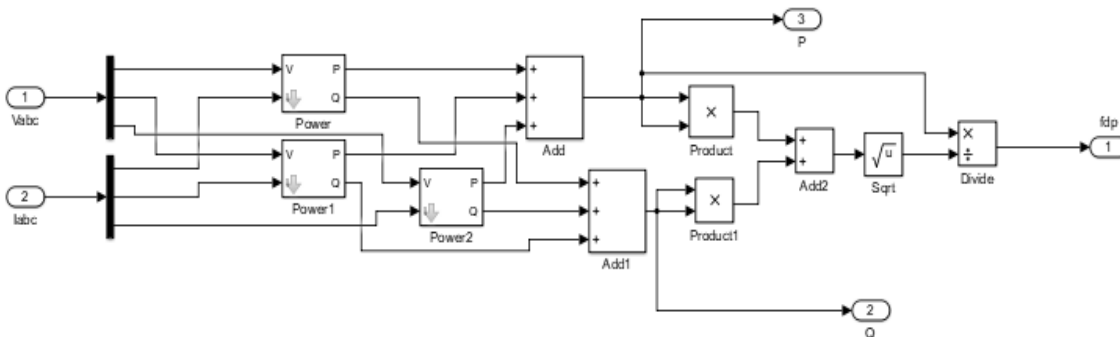 3
P
1
Vabc
V P
Q
Power
+
+
+
Add
×
Product
+
+
Add2
√u
Sqrt
×
÷
Divide
fdp
1
2
Iabc
V P
Q
Power1
V P
Q
Power2
+
+
+
Add1
×
Product1
2
Q